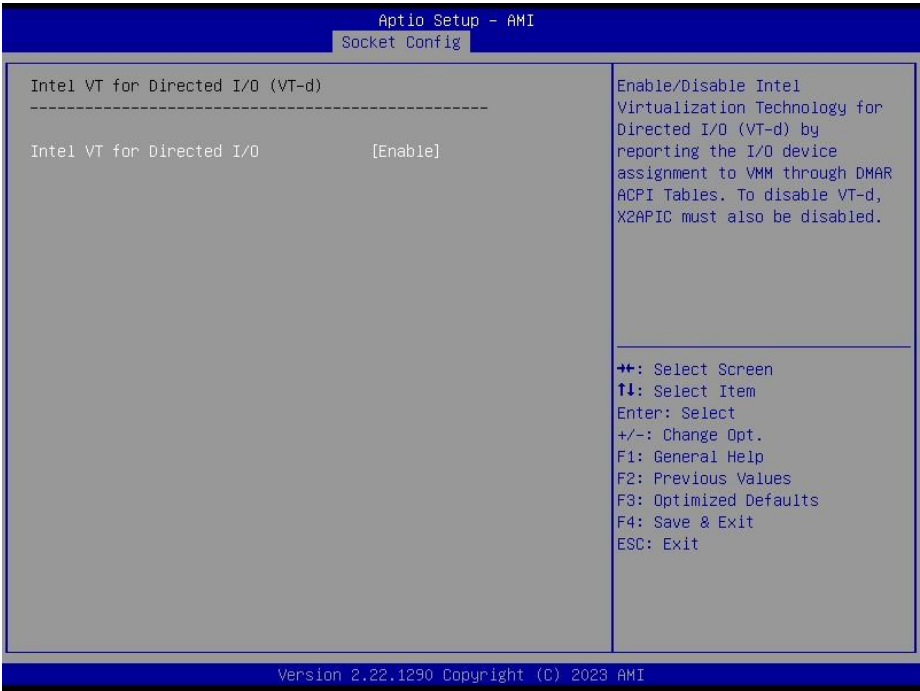 Aptio Setup - AMI
Socket Config
Intel VT for Directed I/O (VT-d)
--------------------------------------------------
Intel VT for Directed I/O [Enable]
Enable/Disable Intel
Virtualization Technology for
Directed I/O (VT-d) by
reporting the I/O device
assignment to VMM through DMAR
ACPI Tables. To disable VT-d,
X2APIC must also be disabled.
→←: Select Screen
↑↓: Select Item
Enter: Select
+/-: Change Opt.
F1: General Help
F2: Previous Values
F3: Optimized Defaults
F4: Save & Exit
ESC: Exit
Version 2.22.1290 Copyright (C) 2023 AMI